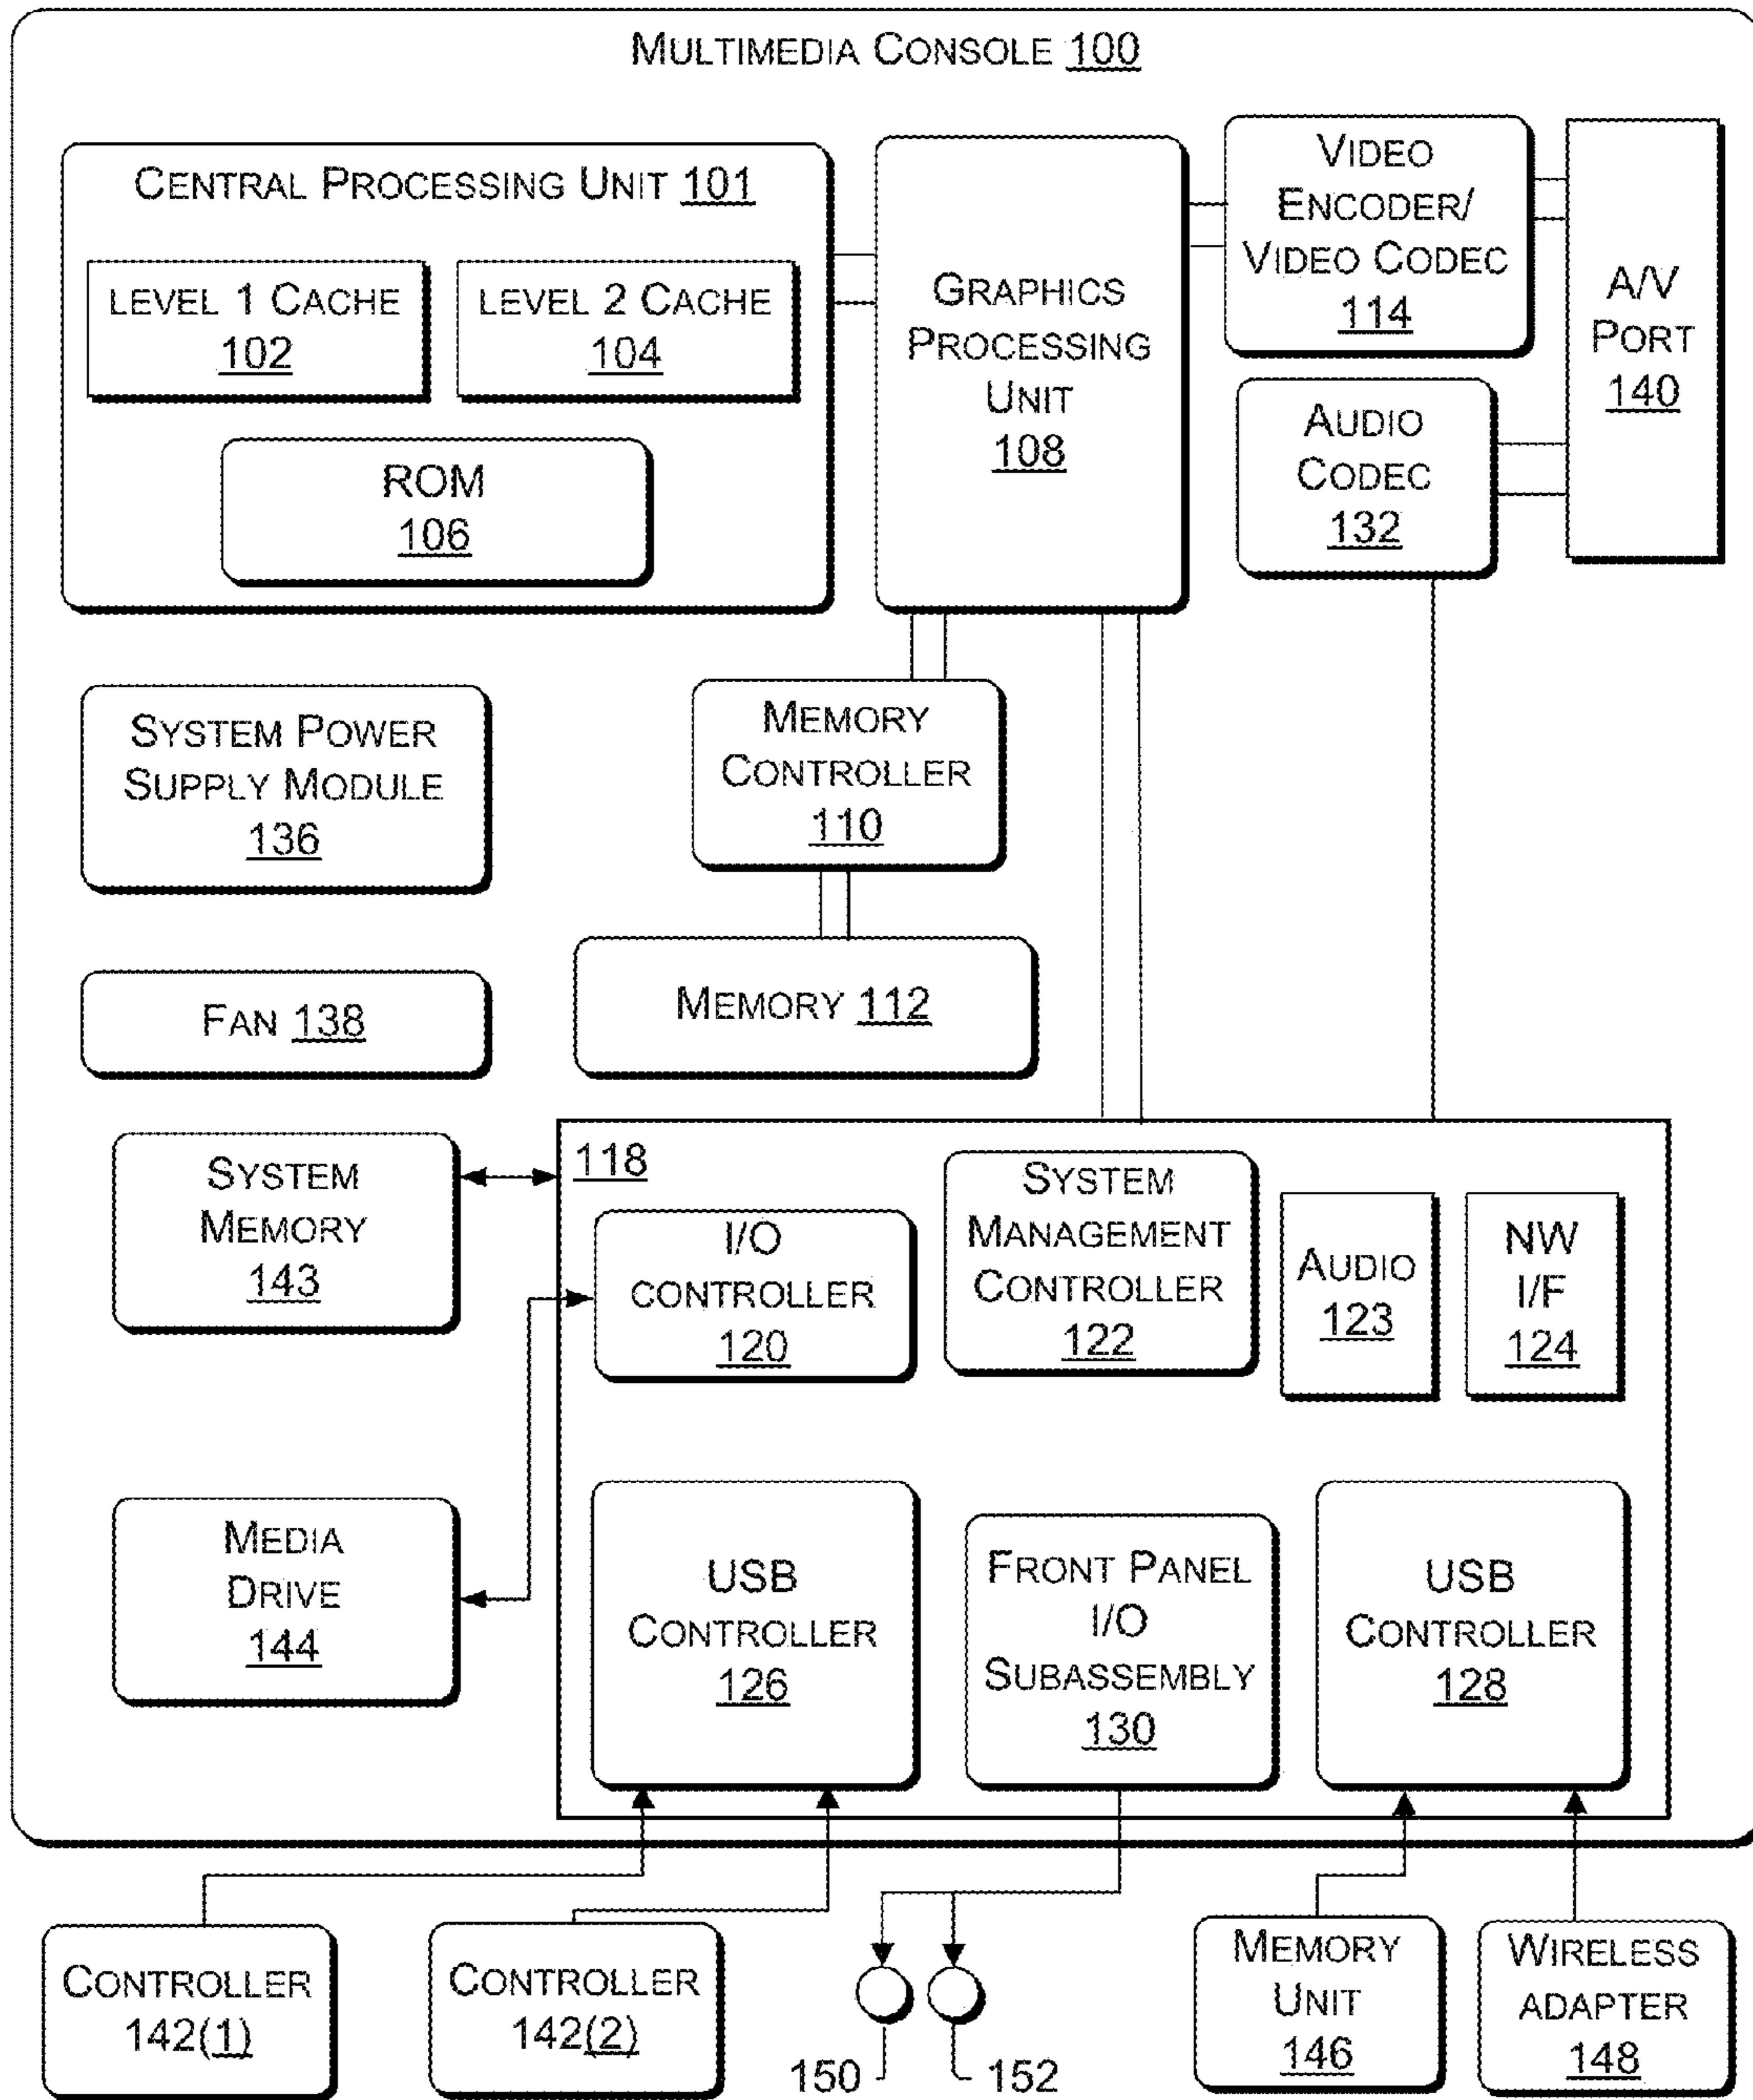 MULTIMEDIA CONSOLE 100
CENTRAL PROCESSING UNIT 101
LEVEL 1 CACHE
102
LEVEL 2 CACHE
104
ROM
106
GRAPHICS
PROCESSING
UNIT
108
VIDEO
ENCODER/
VIDEO CODEC
114
AUDIO
CODEC
132
A/V
PORT
140
SYSTEM POWER
SUPPLY MODULE
136
MEMORY
CONTROLLER
110
FAN 138
MEMORY 112
SYSTEM
MEMORY
143
118
I/O
CONTROLLER
120
SYSTEM
MANAGEMENT
CONTROLLER
122
AUDIO
123
NW
I/F
124
MEDIA
DRIVE
144
USB
CONTROLLER
126
FRONT PANEL
I/O
SUBASSEMBLY
130
USB
CONTROLLER
128
CONTROLLER
142(1)
CONTROLLER
142(2)
150
152
MEMORY
UNIT
146
WIRELESS
ADAPTER
148